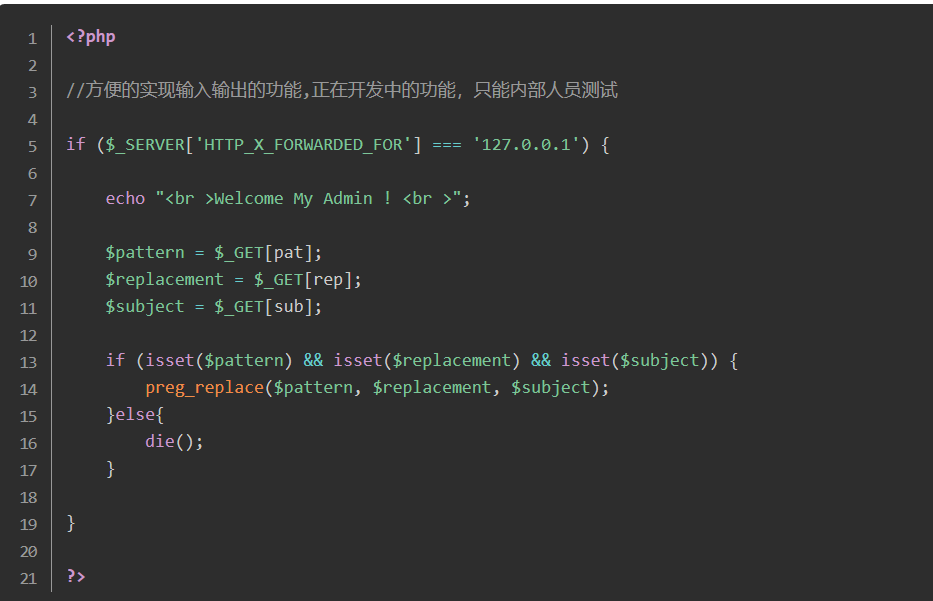 1 <?php
2
3 //方便的实现输入输出的功能,正在开发中的功能，只能内部人员测试
4
5 if ($_SERVER['HTTP_X_FORWARDED_FOR'] === '127.0.0.1') {
6
7     echo "<br >Welcome My Admin ! <br >";
8
9     $pattern = $_GET[pat];
10     $replacement = $_GET[rep];
11     $subject = $_GET[sub];
12
13     if (isset($pattern) && isset($replacement) && isset($subject)) {
14         preg_replace($pattern, $replacement, $subject);
15     }else{
16         die();
17     }
18
19 }
20
21 ?>